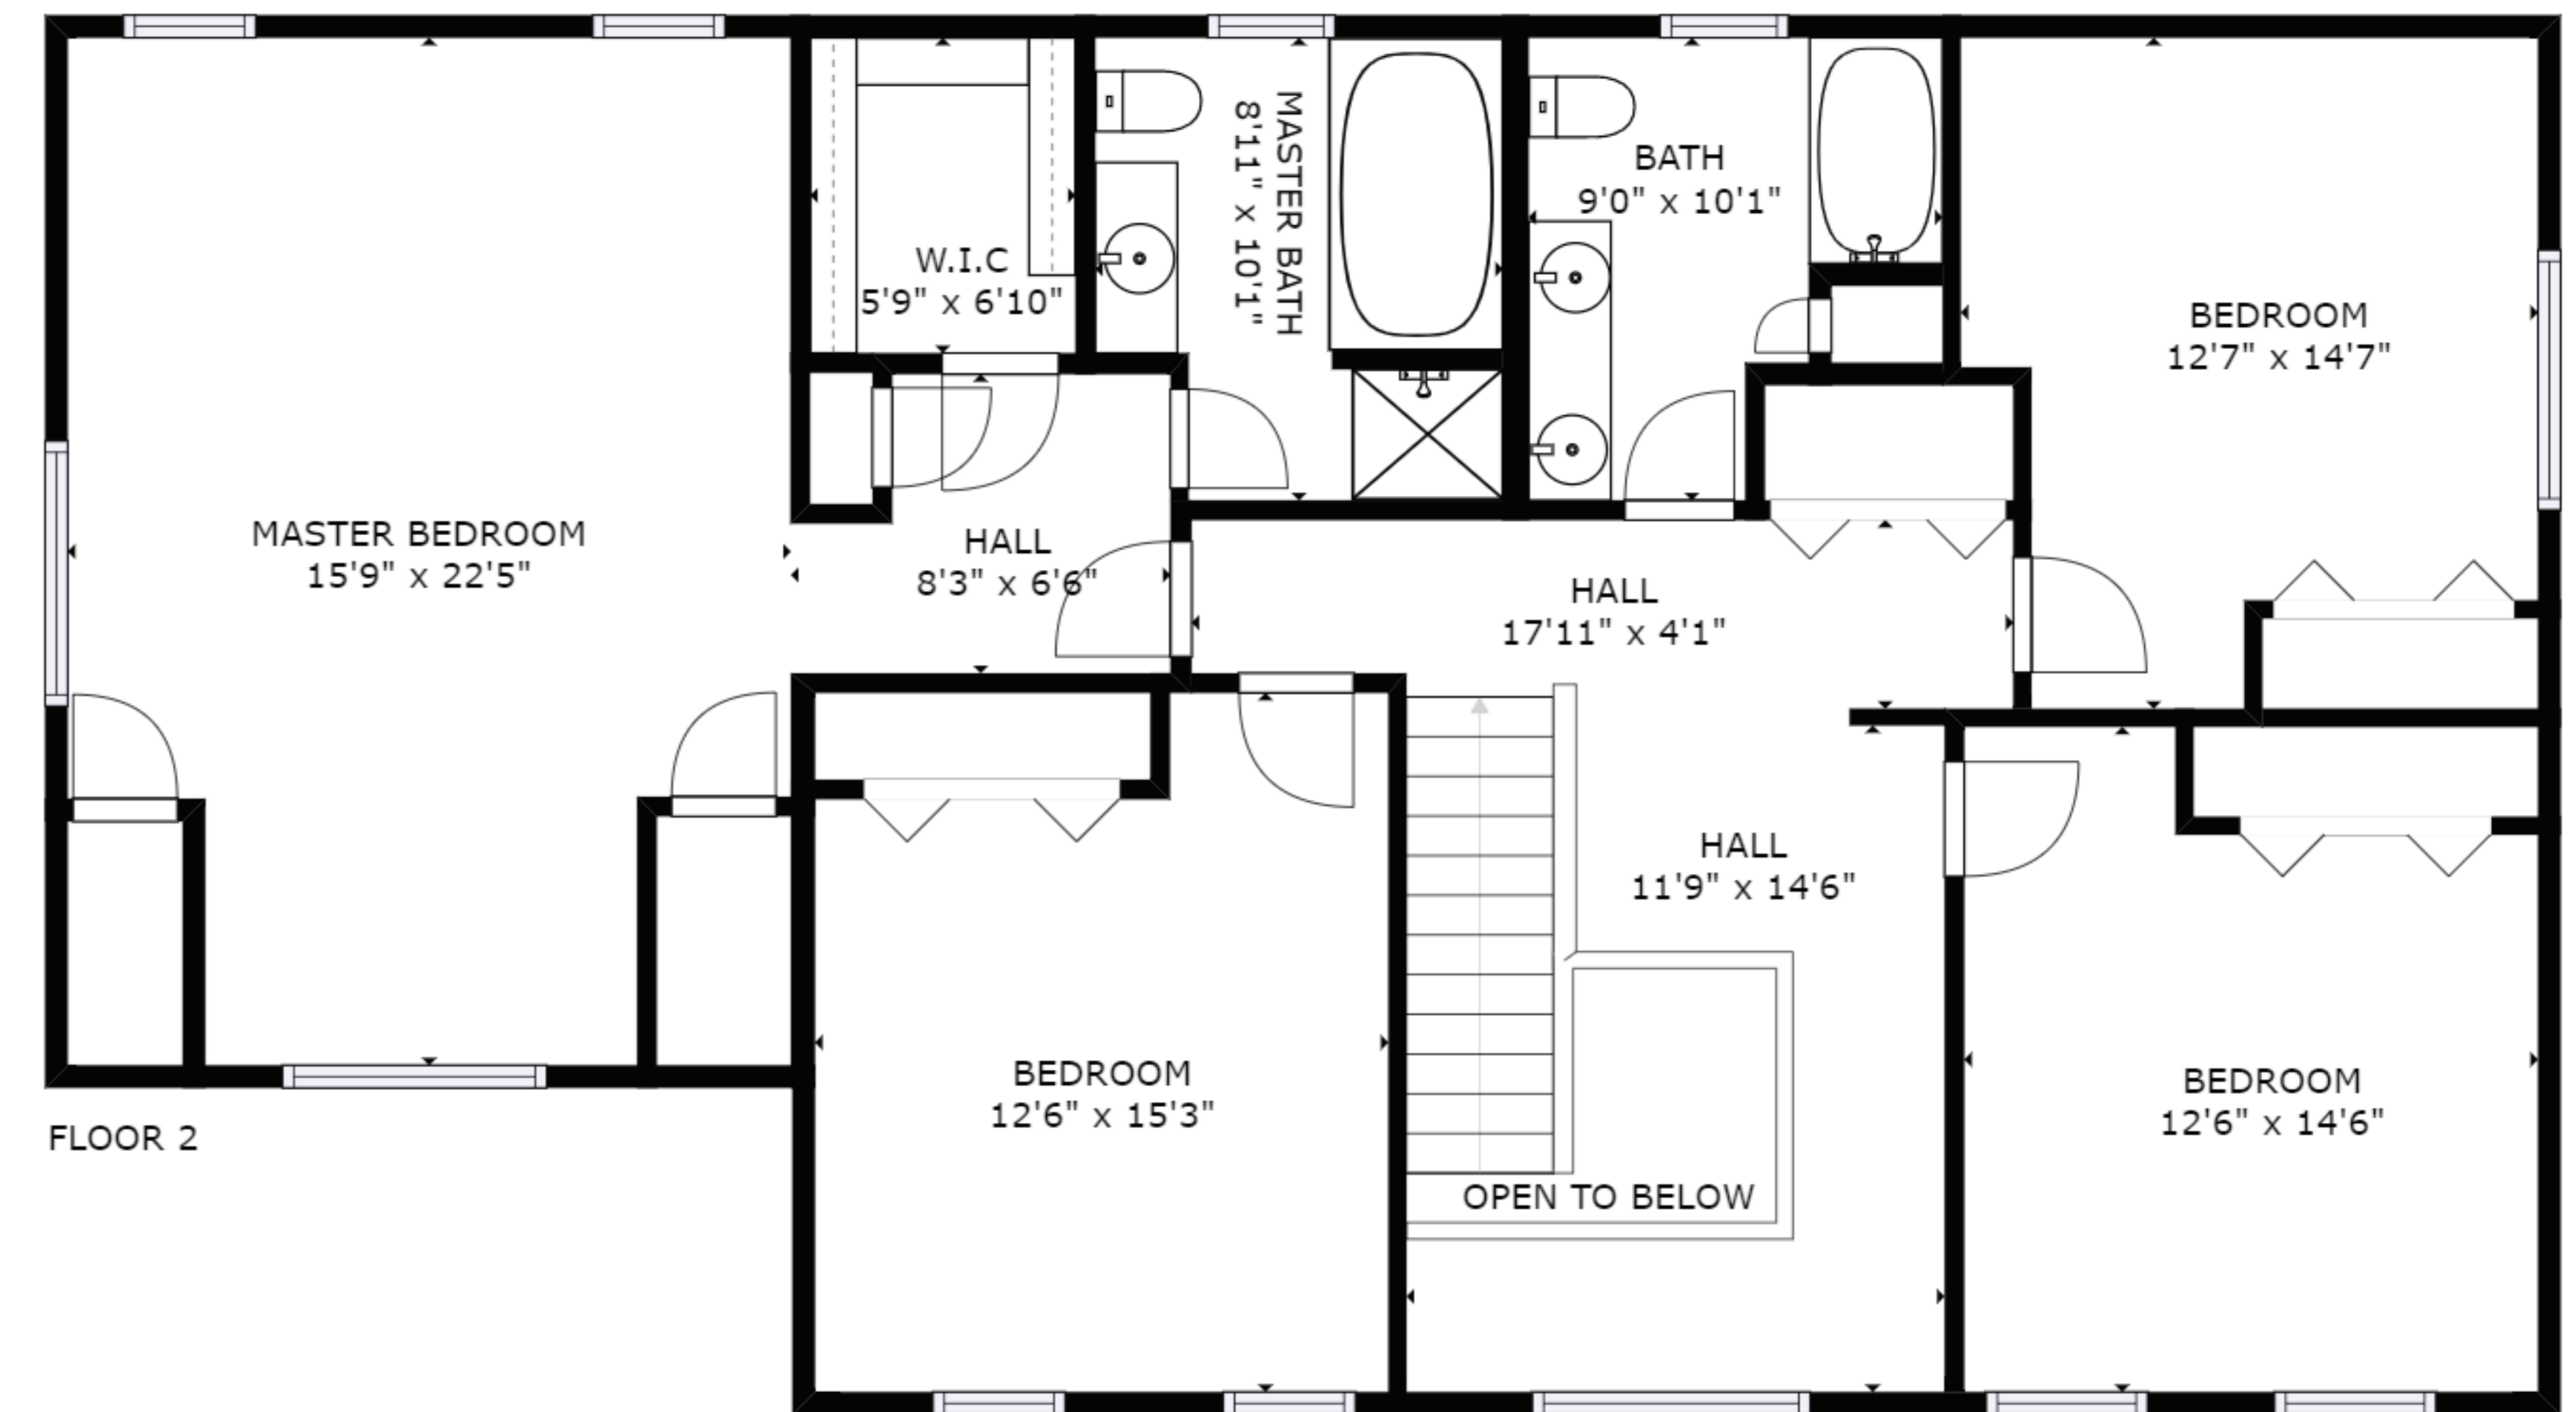 MASTER BATH
8'11" x 10'1"
BATH
9'0" x 10'1"
W.I.C
5'9" x 6'10"
BEDROOM
12'7" x 14'7"
MASTER BEDROOM
15'9" x 22'5"
HALL
8'3" x 6'6"
HALL
17'11" x 4'1"
HALL
11'9" x 14'6"
BEDROOM
12'6" x 15'3"
BEDROOM
12'6" x 14'6"
FLOOR 2
OPEN TO BELOW